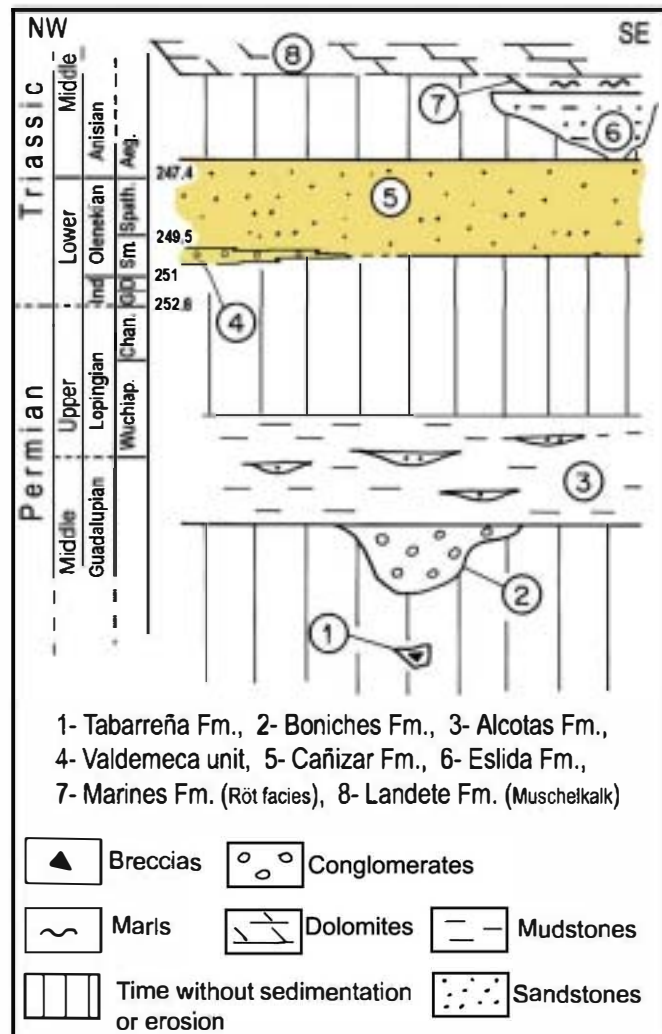 NW SE
8
Middle
Anisian
Aeg.
7
6
Triassic
247.4
5
Lower
Olenekian
Spath.
249,5
Sm.
251
Ind
GD
252,6
4
Chan.
Upper
Lopingian
Wuchiap.
Permian
3
Middle
Guadalupian
2
1
1- Tabarreña Fm., 2- Boniches Fm., 3- Alcotas Fm.,
4- Valdemeca unit, 5- Cañizar Fm., 6- Eslida Fm.,
7- Marines Fm. (Röt facies), 8- Landete Fm. (Muschelkalk)
Breccias Conglomerates
Marls Dolomites Mudstones
Time without sedimentation
or erosion
Sandstones